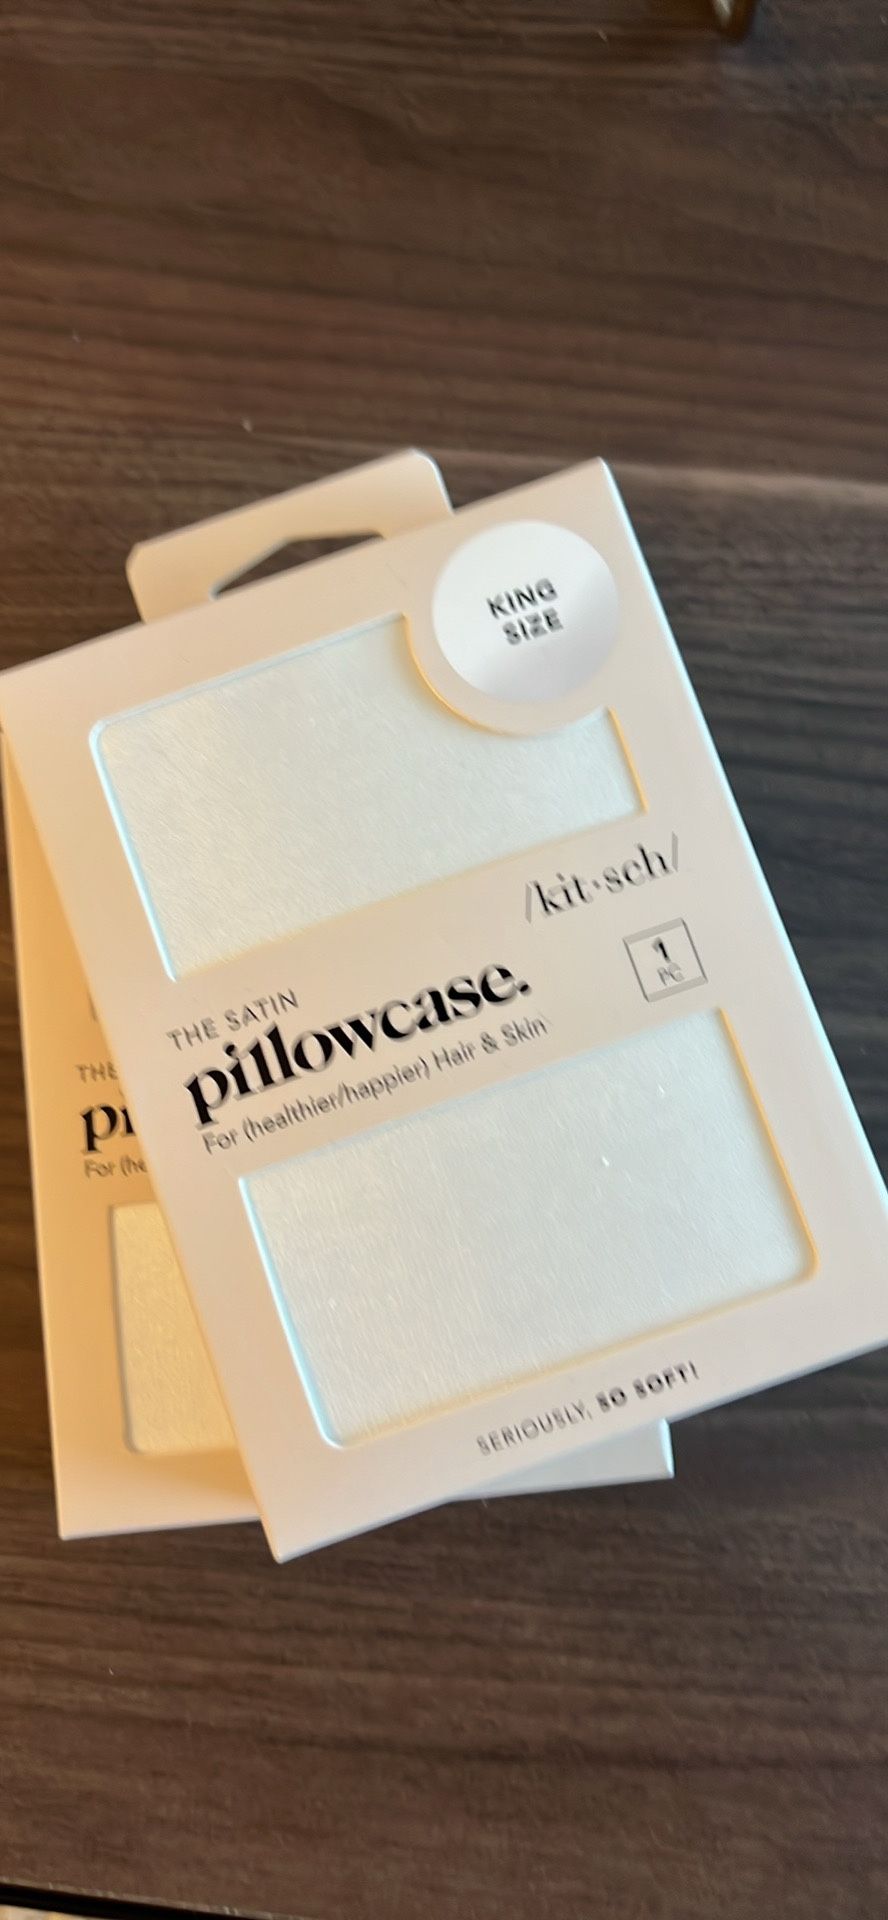 KING
SIZE
/kit·sch/
1
PC
THE SATIN
pillowcase.
For (healthier/happier) Hair & Skin
SERIOUSLY, SO SOFT!
THE
pi
For (he